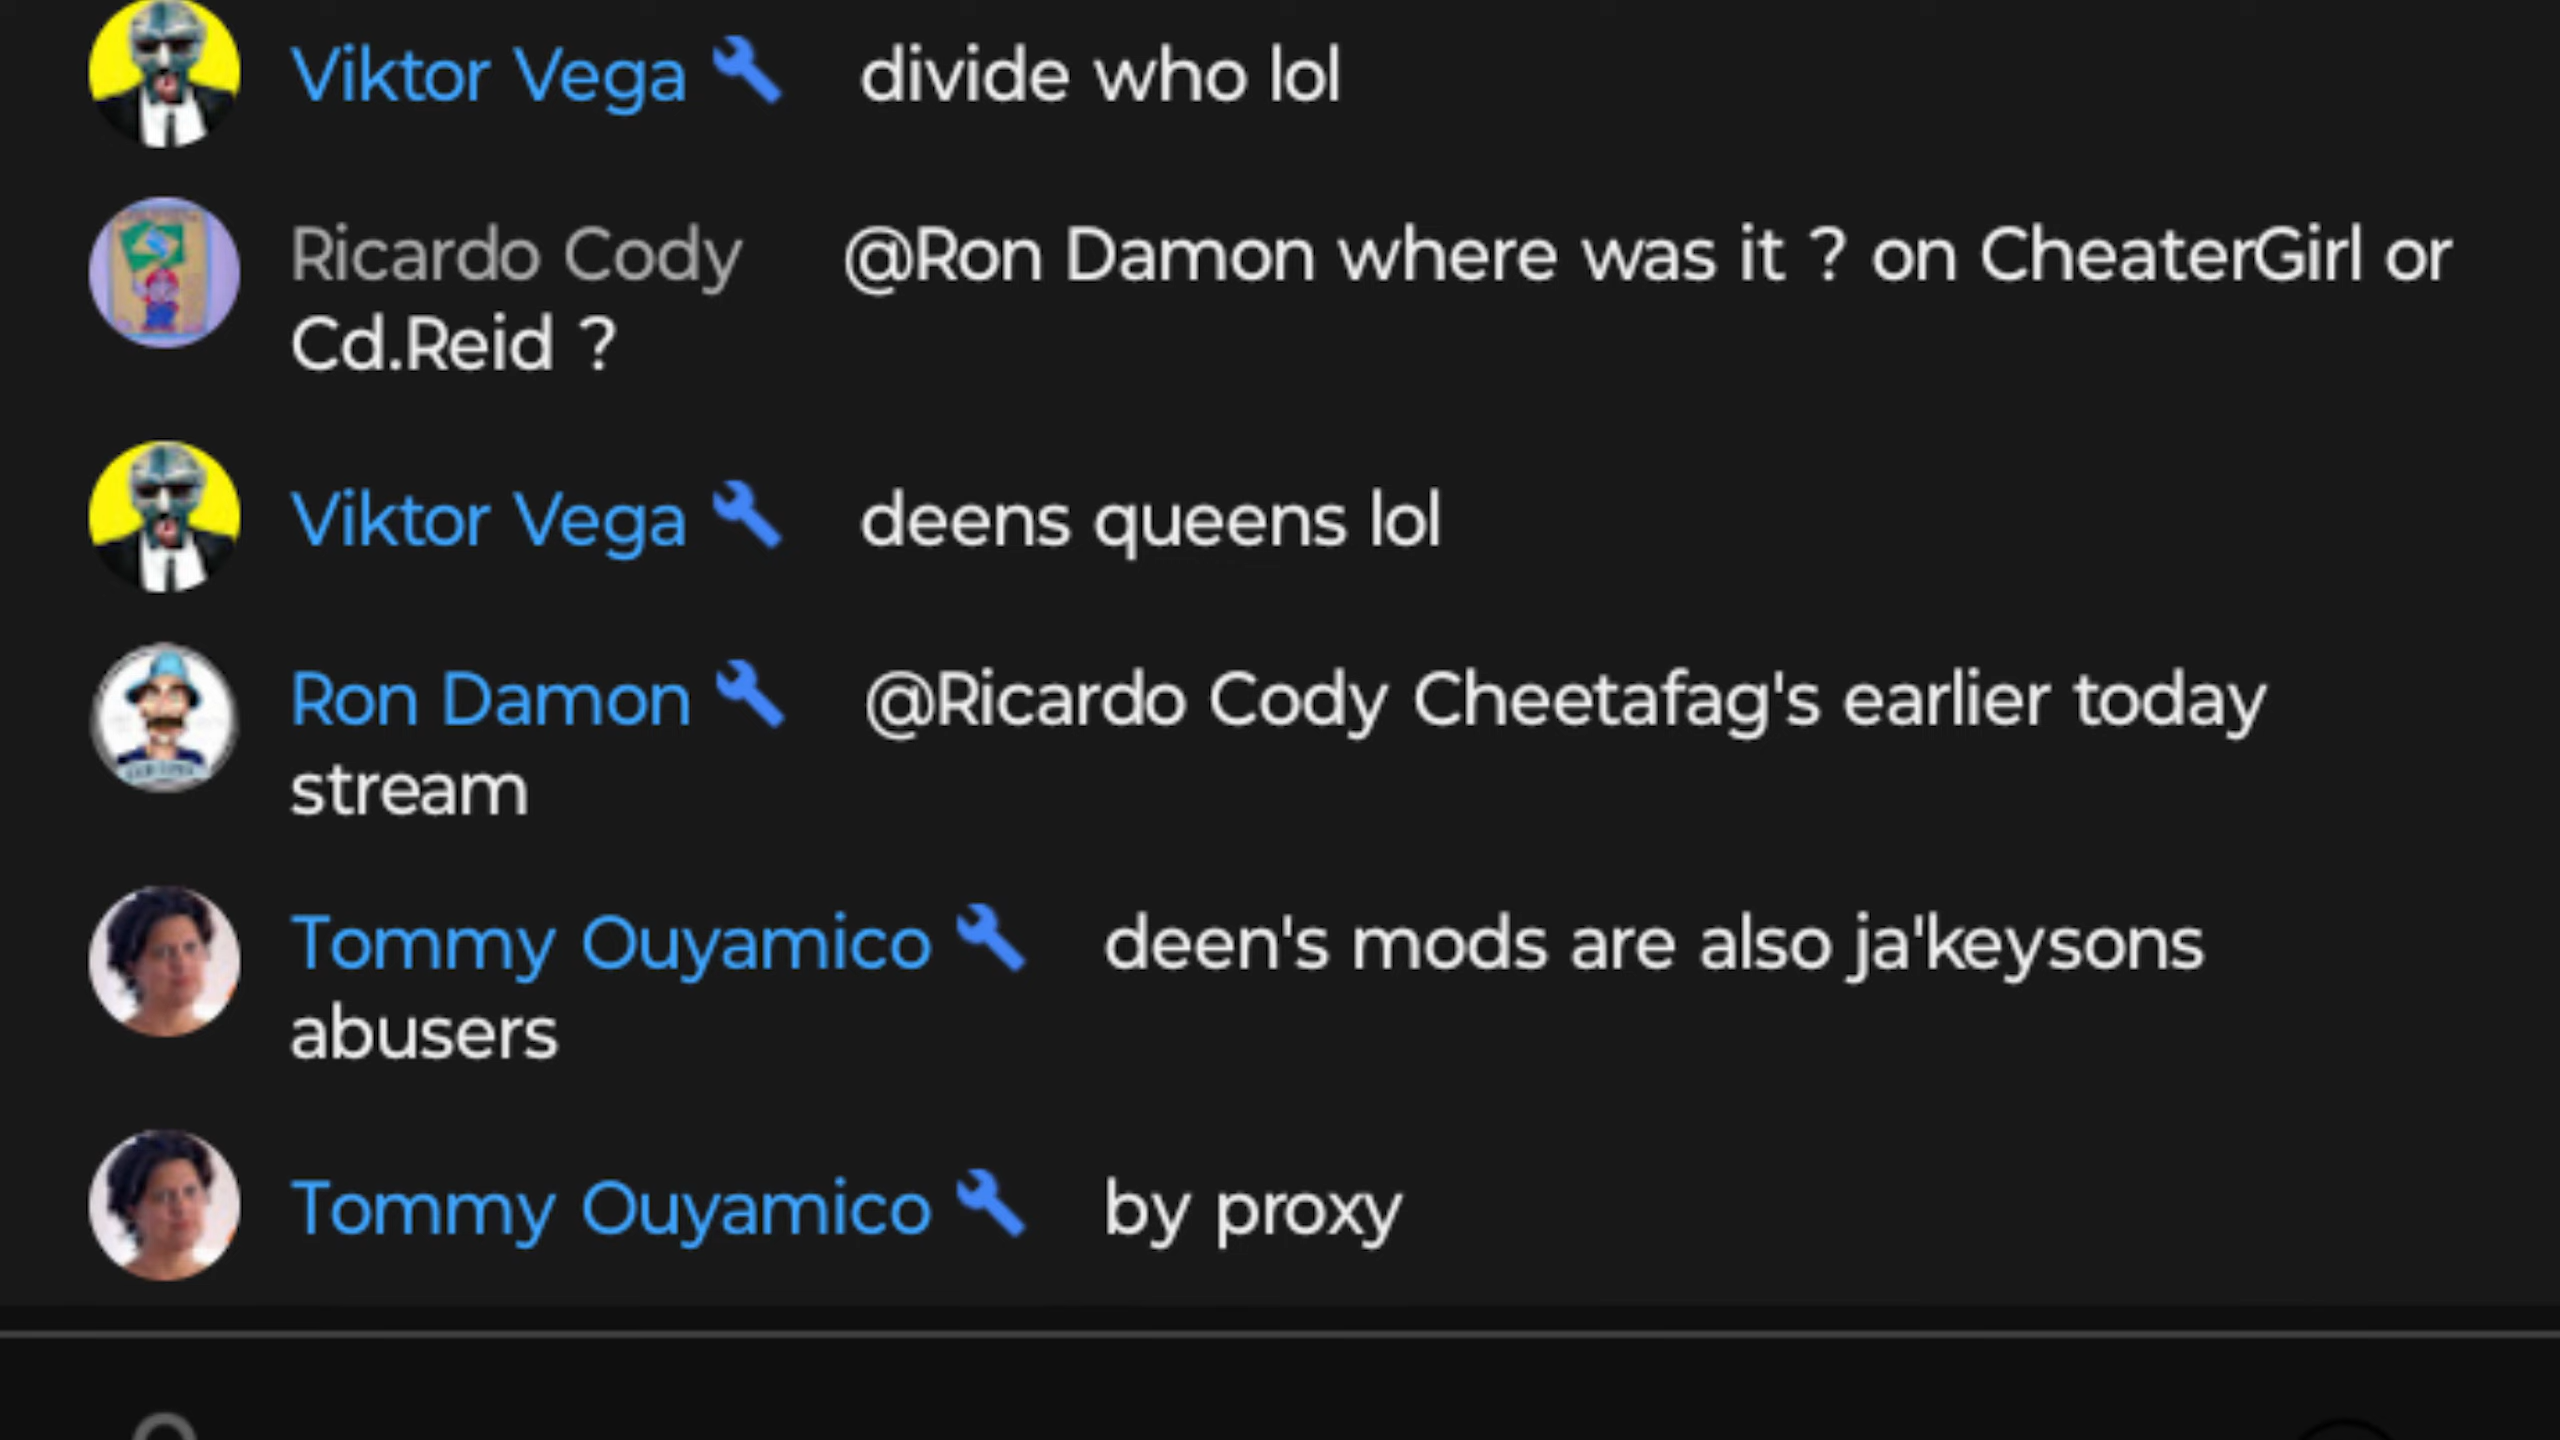 Viktor Vega divide who lol
Ricardo Cody @Ron Damon where was it ? on CheaterGirl or
Cd.Reid ?
Viktor Vega deens queens lol
Ron Damon @Ricardo Cody Cheetafag's earlier today
stream
Tommy Ouyamico deen's mods are also ja'keysons
abusers
Tommy Ouyamico by proxy